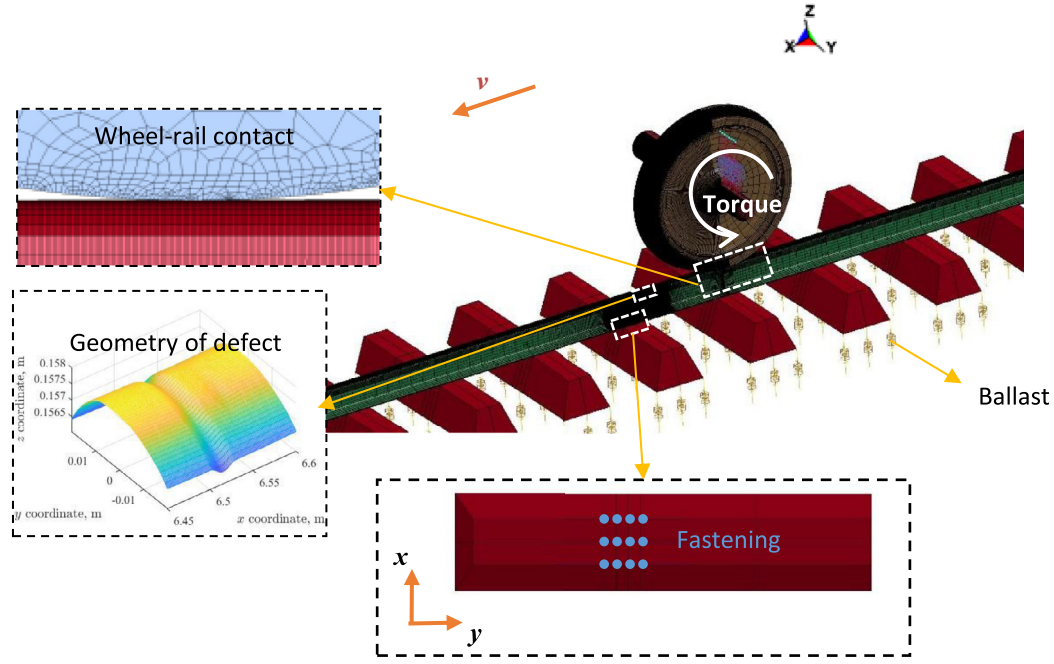 Z
X
Y
v
Wheel-rail contact
Torque
Geometry of defect
0.158
0.1575
0.157
0.1565
z coordinate, m
0.01
0
-0.01
y coordinate, m
6.45
6.5
6.55
6.6
x coordinate, m
Ballast
Fastening
x
y